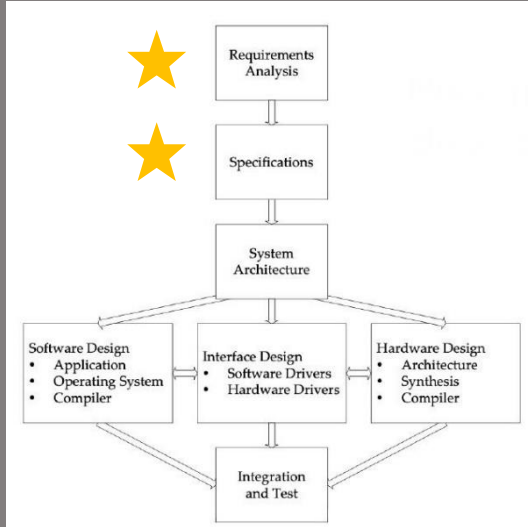 Requirements
Analysis
Specifications
System
Architecture
Software Design
• Application
• Operating System
• Compiler
Interface Design
• Software Drivers
• Hardware Drivers
Hardware Design
• Architecture
• Synthesis
• Compiler
Integration
and Test